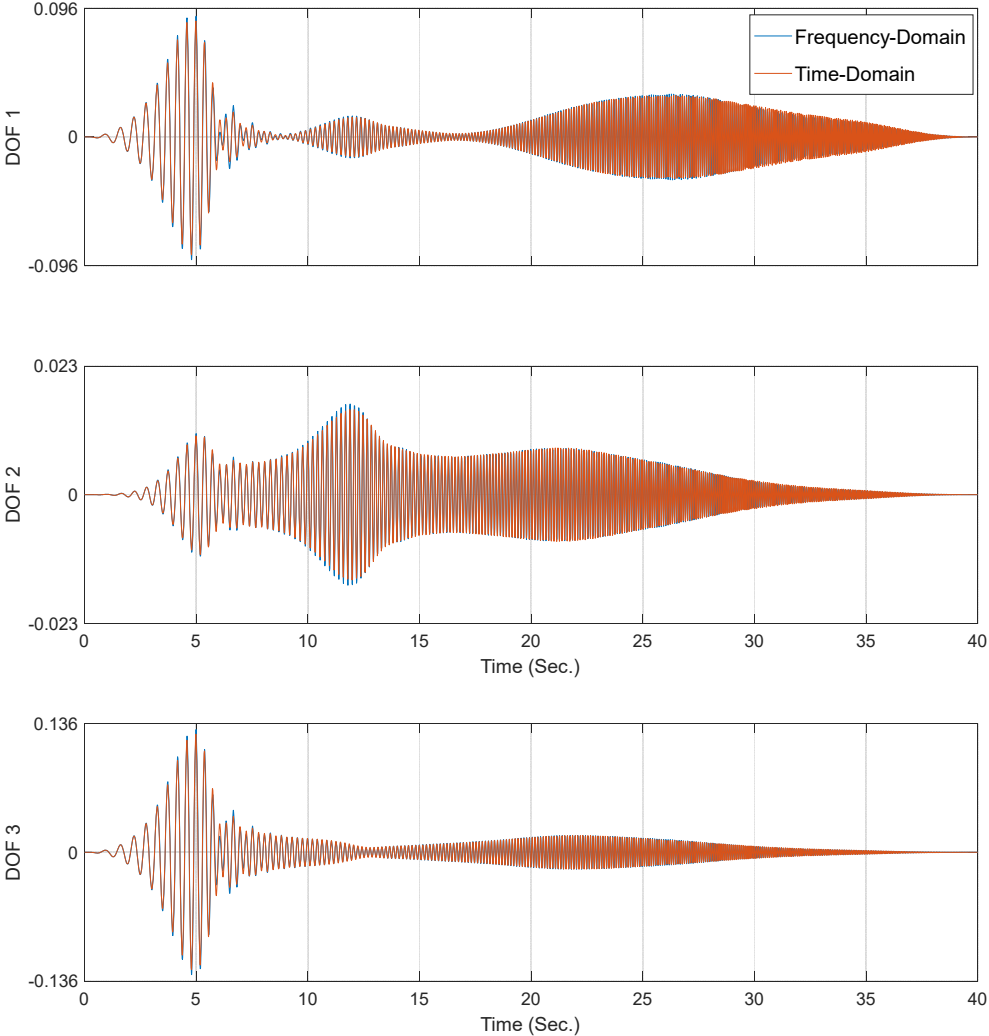 0.096
Frequency-Domain
Time-Domain
DOF 1
0
-0.096
0.023
DOF 2
0
-0.023
0 5 10 15 20 25 30 35 40
Time (Sec.)
0.136
DOF 3
0
-0.136
0 5 10 15 20 25 30 35 40
Time (Sec.)